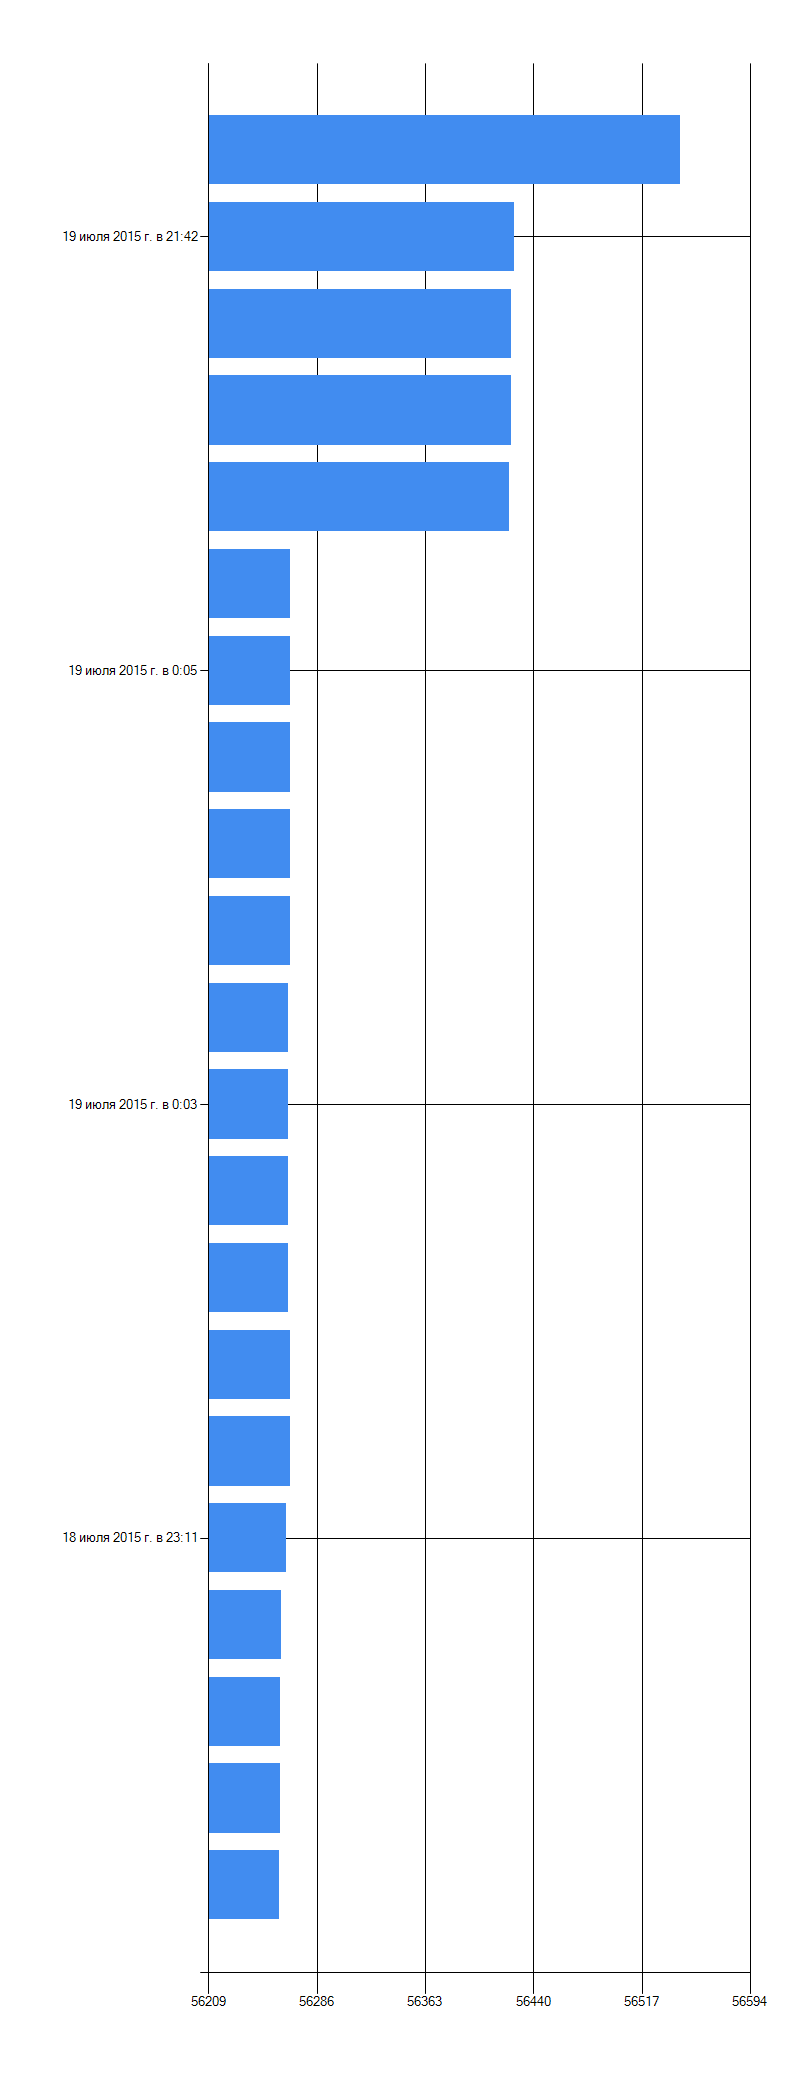 19 июля 2015 г. в 21:42
19 июля 2015 г. в 0:05
19 июля 2015 г. в 0:03
18 июля 2015 г. в 23:11
56209 56286 56363 56440 56517 56594